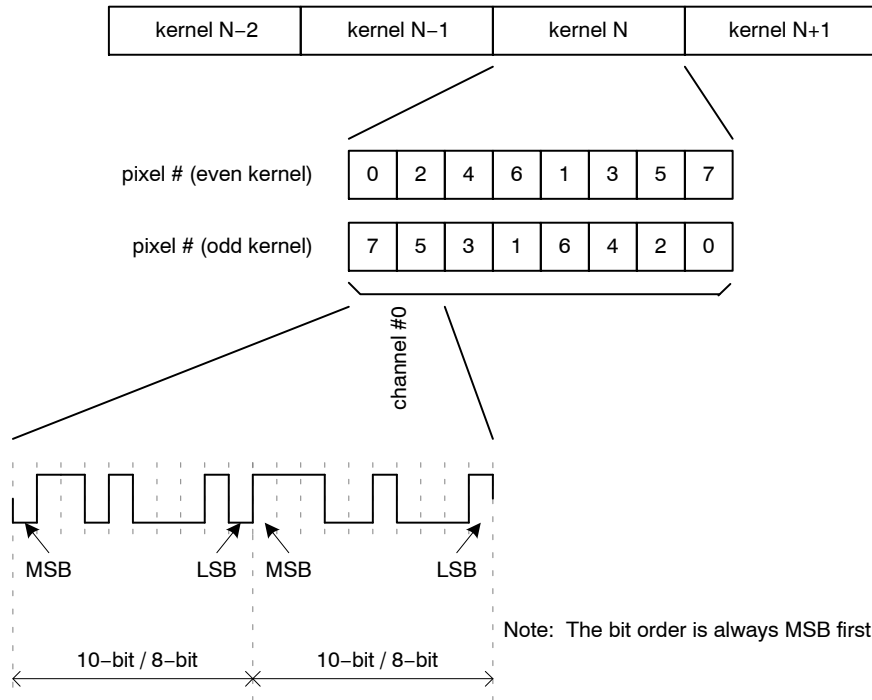 kernel N−2 kernel N−1 kernel N kernel N+1
pixel # (even kernel) 0 2 4 6 1 3 5 7
pixel # (odd kernel) 7 5 3 1 6 4 2 0
channel #0
MSB LSB MSB LSB
Note: The bit order is always MSB first
10−bit / 8−bit 10−bit / 8−bit